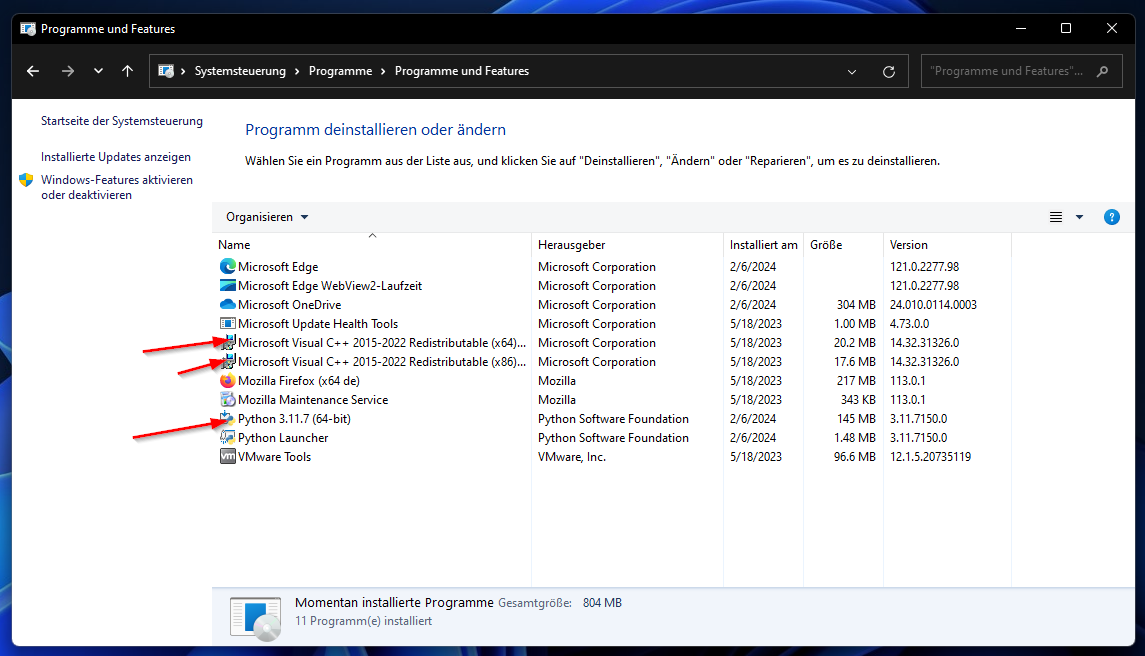 Programme und Features
Systemsteuerung > Programme > Programme und Features
"Programme und Features"...
Startseite der Systemsteuerung
Installierte Updates anzeigen
Windows-Features aktivieren
oder deaktivieren
Programm deinstallieren oder ändern
Wählen Sie ein Programm aus der Liste aus, und klicken Sie auf "Deinstallieren", "Ändern" oder "Reparieren", um es zu deinstallieren.
Organisieren
Name Herausgeber Installiert am Größe Version
Microsoft Edge Microsoft Corporation 2/6/2024 121.0.2277.98
Microsoft Edge WebView2-Laufzeit Microsoft Corporation 2/6/2024 121.0.2277.98
Microsoft OneDrive Microsoft Corporation 2/6/2024 304 MB 24.010.0114.0003
Microsoft Update Health Tools Microsoft Corporation 5/18/2023 1.00 MB 4.73.0.0
Microsoft Visual C++ 2015-2022 Redistributable (x64)... Microsoft Corporation 5/18/2023 20.2 MB 14.32.31326.0
Microsoft Visual C++ 2015-2022 Redistributable (x86)... Microsoft Corporation 5/18/2023 17.6 MB 14.32.31326.0
Mozilla Firefox (x64 de) Mozilla 5/18/2023 217 MB 113.0.1
Mozilla Maintenance Service Mozilla 5/18/2023 343 KB 113.0.1
Python 3.11.7 (64-bit) Python Software Foundation 2/6/2024 145 MB 3.11.7150.0
Python Launcher Python Software Foundation 2/6/2024 1.48 MB 3.11.7150.0
vm VMware Tools VMware, Inc. 5/18/2023 96.6 MB 12.1.5.20735119
Momentan installierte Programme Gesamtgröße: 804 MB
11 Programm(e) installiert